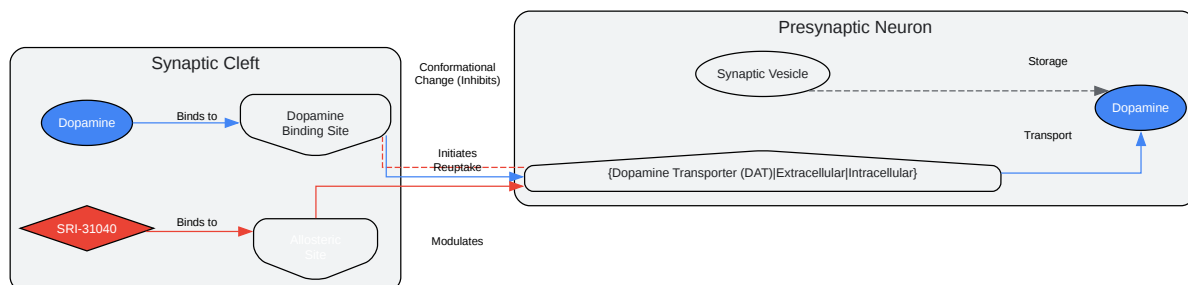 Presynaptic Neuron
Synaptic Cleft
Conformational
Change (Inhibits)
Synaptic Vesicle
Storage
Dopamine
Binds to
Dopamine
Binding Site
Dopamine
Transport
Initiates
Reuptake
{Dopamine Transporter (DAT)|Extracellular|Intracellular}
SRI-31040
Binds to
Allosteric
Site
Modulates